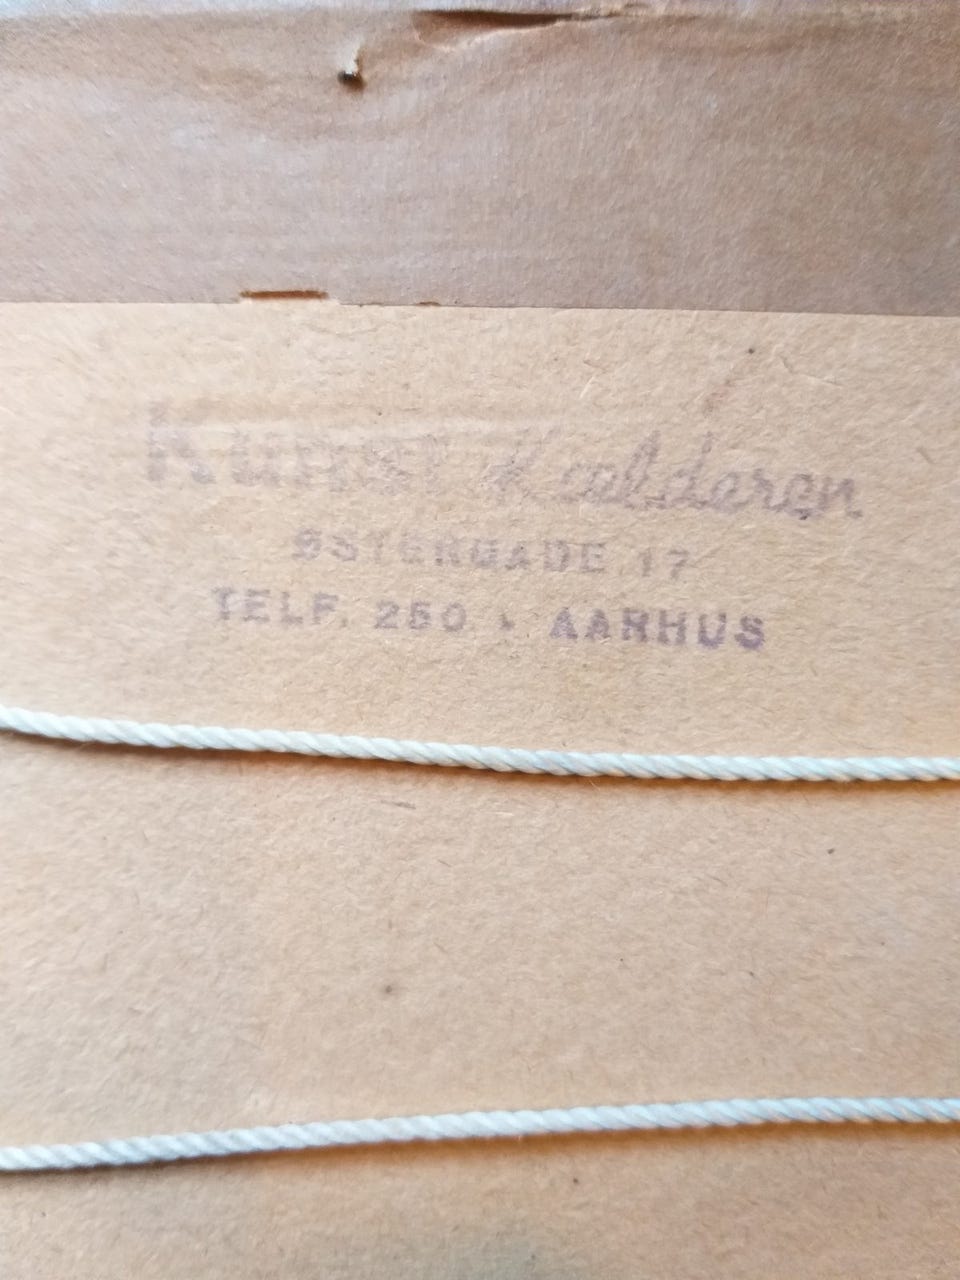 Kunst Kælderen
ØSTERGADE 17
TELF. 250 . AARHUS